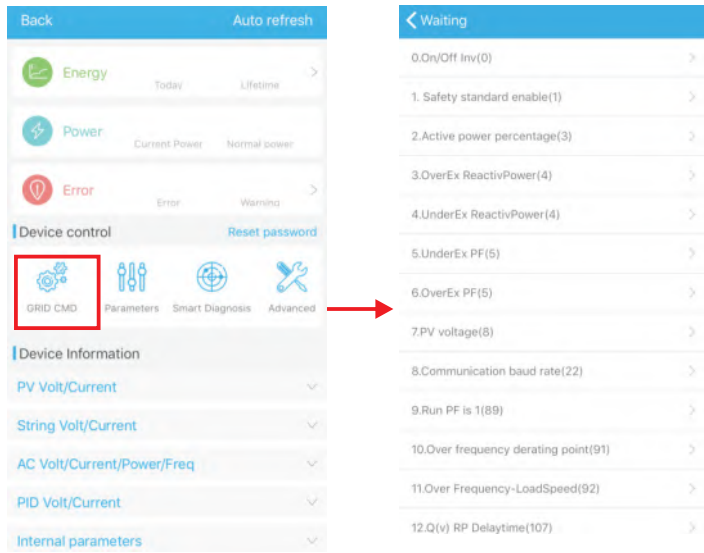 Back Auto refresh
Energy
Today Lifetime
Power
Current Power Normal power
Error
Error Warning
Device control Reset password
GRID CMD Parameters Smart Diagnosis Advanced
Device Information
PV Volt/Current
String Volt/Current
AC Volt/Current/Power/Freq
PID Volt/Current
Internal parameters
Waiting
0.On/Off Inv(0)
1. Safety standard enable(1)
2.Active power percentage(3)
3.OverEx ReactivPower(4)
4.UnderEx ReactivPower(4)
5.UnderEx PF(5)
6.OverEx PF(5)
7.PV voltage(8)
8.Communication baud rate(22)
9.Run PF is 1(89)
10.Over frequency derating point(91)
11.Over Frequency-LoadSpeed(92)
12.Q(v) RP Delaytime(107)